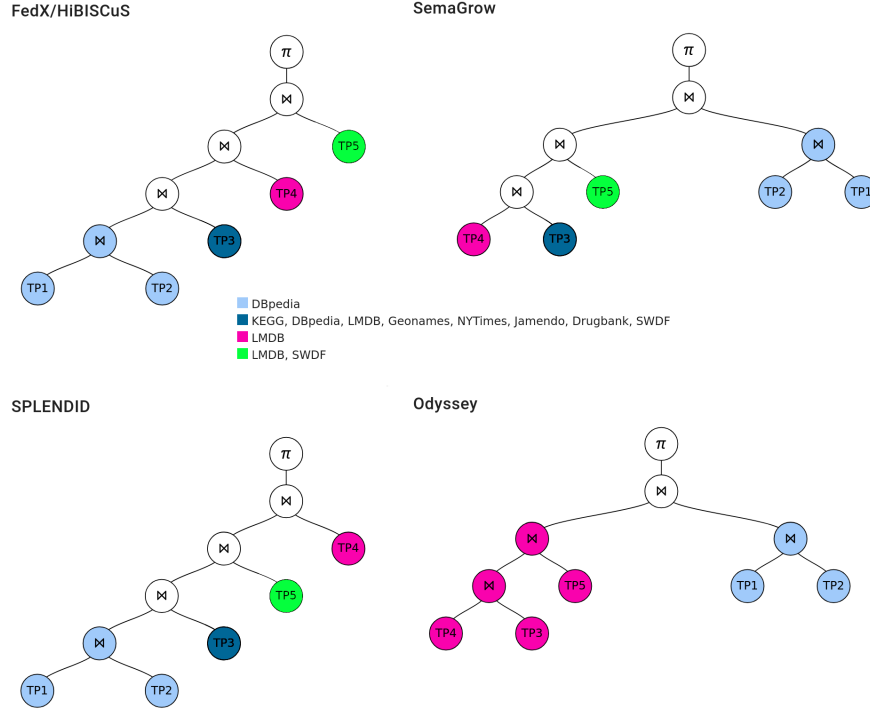 FedX/HiBISCuS
π
⋈
⋈
TP5
⋈
TP4
⋈
TP3
TP1
TP2
SemaGrow
π
⋈
⋈
⋈
⋈
TP5
TP2
TP1
TP4
TP3
DBpedia
KEGG, DBpedia, LMDB, Geonames, NYTimes, Jamendo, Drugbank, SWDF
LMDB
LMDB, SWDF
SPLENDID
π
⋈
⋈
TP4
⋈
TP5
⋈
TP3
TP1
TP2
Odyssey
π
⋈
⋈
⋈
⋈
TP5
TP1
TP2
TP4
TP3